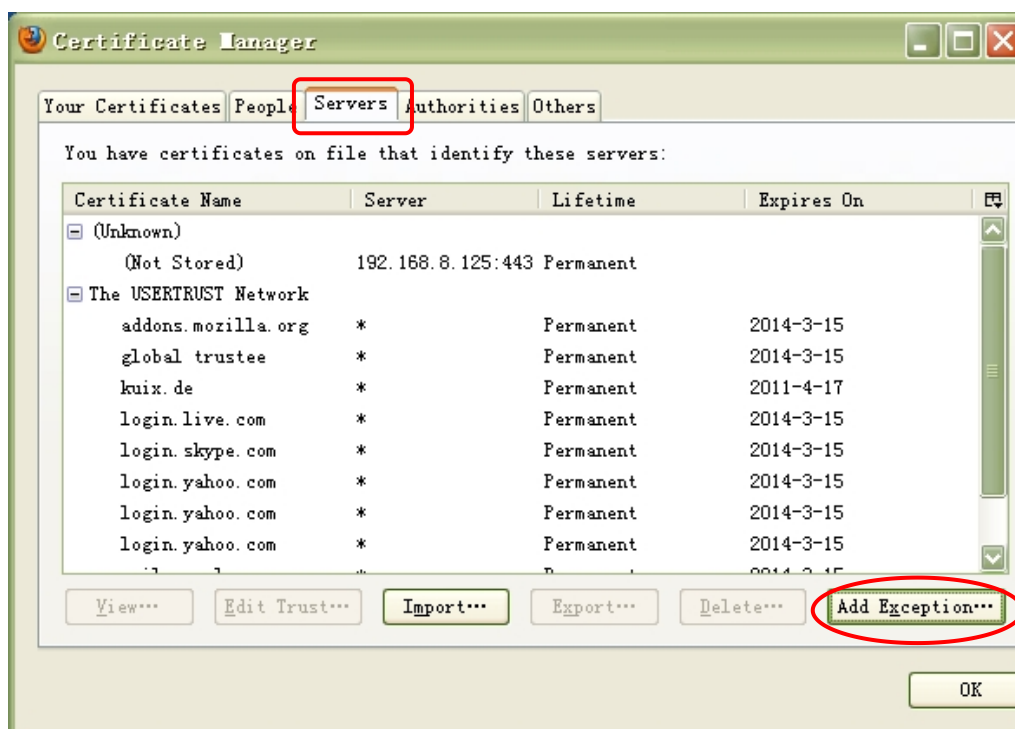 Certificate Manager
Your Certificates People Servers Authorities Others
You have certificates on file that identify these servers:
Certificate Name Server Lifetime Expires On
(Unknown)
(Not Stored) 192.168.8.125:443 Permanent
The USERTRUST Network
addons.mozilla.org * Permanent 2014-3-15
global trustee * Permanent 2014-3-15
kuix.de * Permanent 2011-4-17
login.live.com * Permanent 2014-3-15
login.skype.com * Permanent 2014-3-15
login.yahoo.com * Permanent 2014-3-15
login.yahoo.com * Permanent 2014-3-15
login.yahoo.com * Permanent 2014-3-15
View... Edit Trust... Import... Export... Delete... Add Exception...
OK